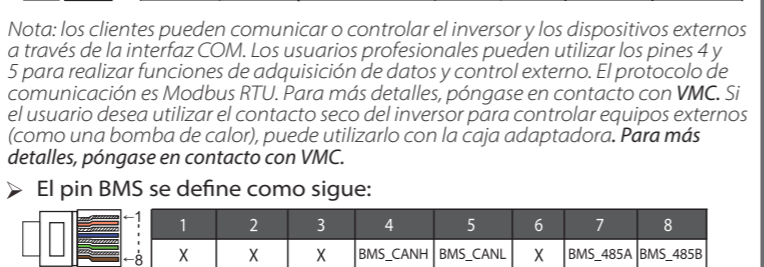 Nota: los clientes pueden comunicar o controlar el inversor y los dispositivos externos
a través de la interfaz COM. Los usuarios profesionales pueden utilizar los pines 4 y
5 para realizar funciones de adquisición de datos y control externo. El protocolo de
comunicación es Modbus RTU. Para más detalles, póngase en contacto con VMC. Si
el usuario desea utilizar el contacto seco del inversor para controlar equipos externos
(como una bomba de calor), puede utilizarlo con la caja adaptadora. Para más
detalles, póngase en contacto con VMC.
➢ El pin BMS se define como sigue:
1 1 2 3 4 5 6 7 8
8 X X X BMS_CANH BMS_CANL X BMS_485A BMS_485B